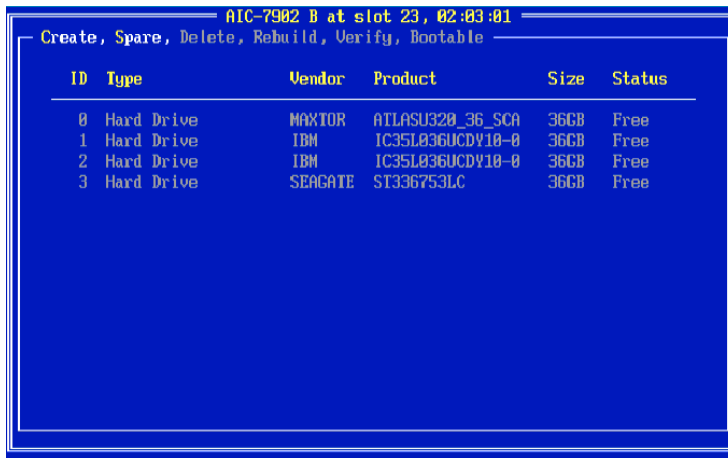 AIC-7902 B at slot 23, 02:03:01
Create, Spare, Delete, Rebuild, Verify, Bootable
ID Type Vendor Product Size Status
0 Hard Drive MAXTOR ATLASU320_36_SCA 36GB Free
1 Hard Drive IBM IC35L036UCDY10-0 36GB Free
2 Hard Drive IBM IC35L036UCDY10-0 36GB Free
3 Hard Drive SEAGATE ST336753LC 36GB Free